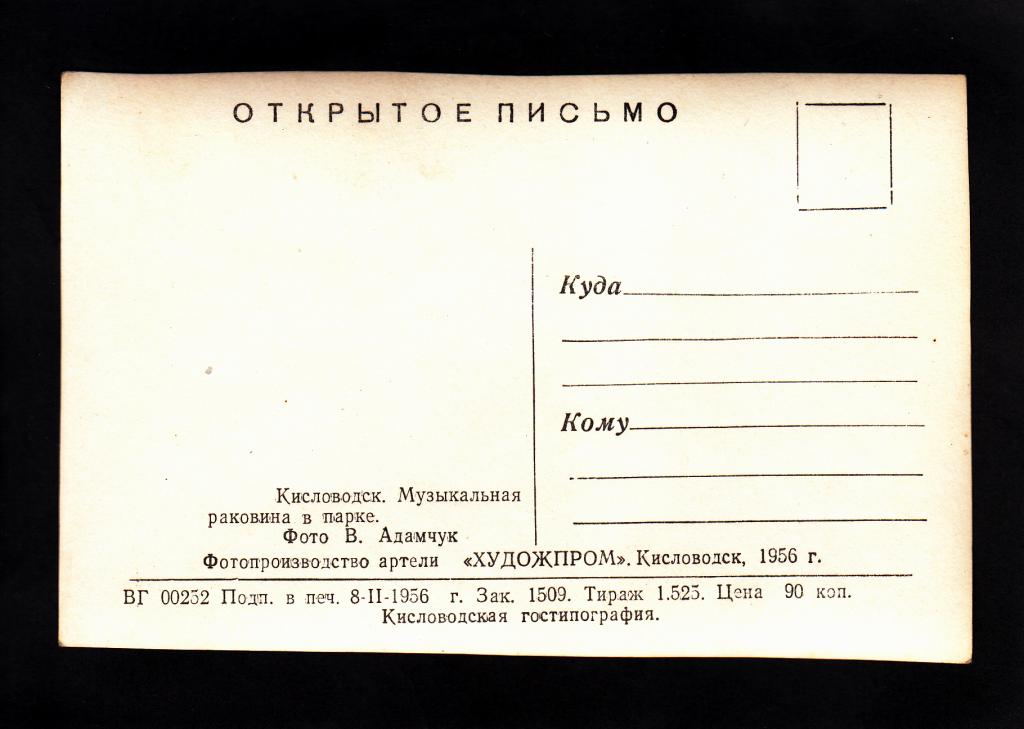 ОТКРЫТОЕ ПИСЬМО
Куда
Кому
Кисловодск. Музыкальная
раковина в парке.
Фото В. Адамчук
Фотопроизводство артели «ХУДОЖПРОМ». Кисловодск, 1956 г.
ВГ 00232 Подп. в печ. 8-II-1956 г. Зак. 1509. Тираж 1.525. Цена 90 коп.
Кисловодская гостипография.